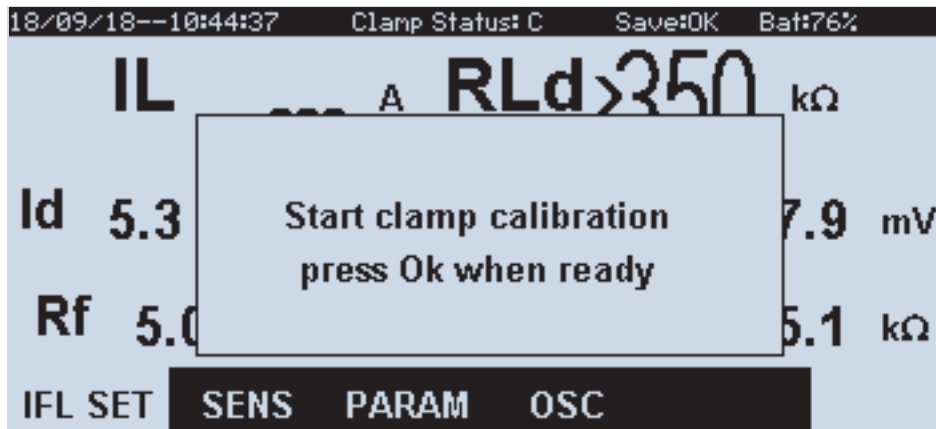 18/09/18--10:44:37 Clamp Status: C Save:OK Bat:76%
IL A RLd >350 kΩ
Start clamp calibration
press Ok when ready
Id 5.3 7.9 mV
Rf 5.0 5.1 kΩ
IFL SET SENS PARAM OSC